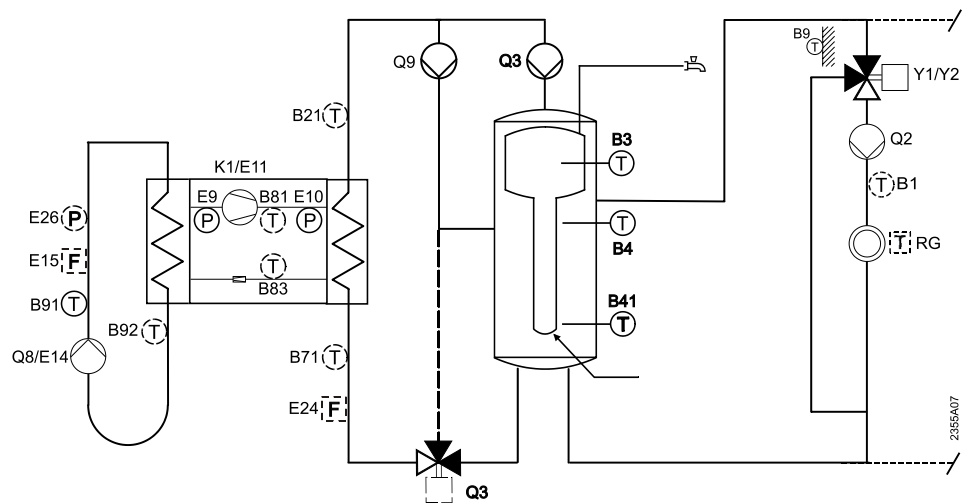 B9 T
Q9
Q3
Y1/Y2
B21 T
B3
T
Q2
K1/E11
T B1
E9 B81 E10
E26 P
P T P
T
B4
T RG
E15 F
T
B83
B91 T
B41
T
B92 T
Q8/E14
B71 T
E24 F
2355A07
Q3